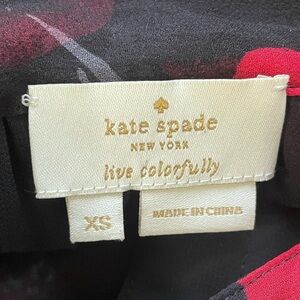 kate spade
NEW YORK
live colorfully
XS
MADE IN CHINA